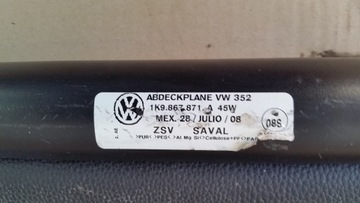 ABDECKPLANE VW 352
1K9.867.871. A 45W
MEX. 28 / JULIO / 08
ZSV SAVAL
08S